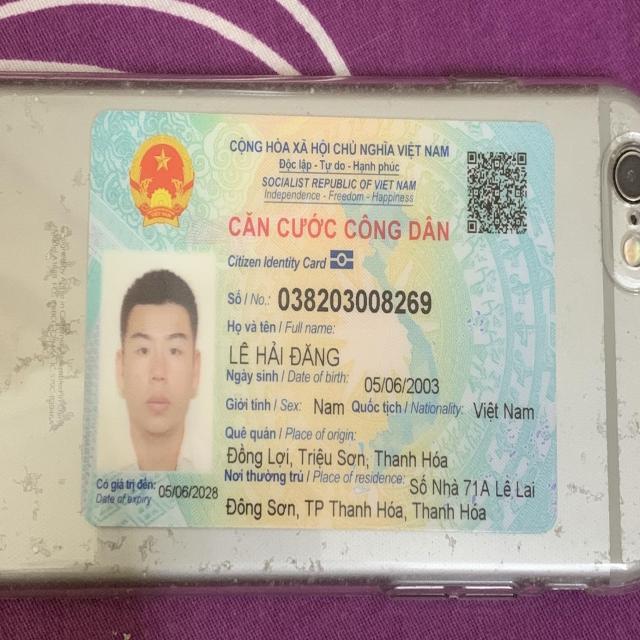 CỘNG HÒA XÃ HỘI CHỦ NGHĨA VIỆT NAM
Độc lập - Tự do - Hạnh phúc
SOCIALIST REPUBLIC OF VIET NAM
Independence - Freedom - Happiness
CĂN CƯỚC CÔNG DÂN
Citizen Identity Card
Số / No.: 038203008269
Họ và tên / Full name:
LÊ HẢI ĐĂNG
Ngày sinh / Date of birth: 05/06/2003
Giới tính / Sex: Nam Quốc tịch / Nationality: Việt Nam
Quê quán / Place of origin:
Đồng Lợi, Triệu Sơn, Thanh Hóa
Nơi thường trú / Place of residence: Số Nhà 71A Lê Lai
Đông Sơn, TP Thanh Hóa, Thanh Hóa
Có giá trị đến: 05/06/2028
Date of expiry